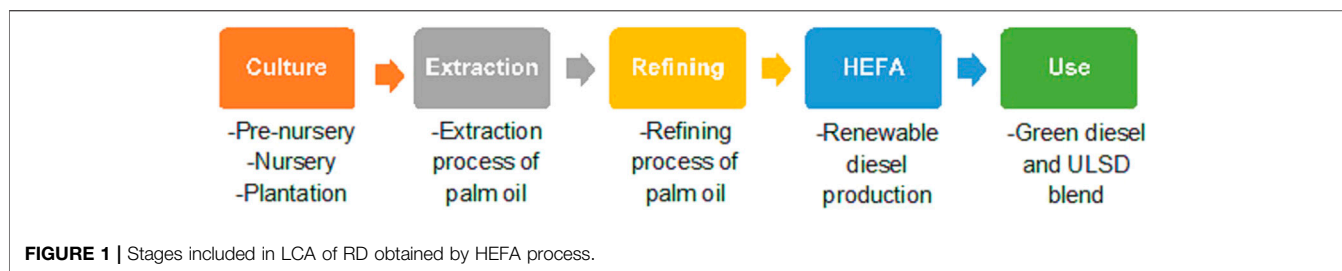 Culture
Extraction
Refining
HEFA
Use
-Pre-nursery
-Nursery
-Plantation
-Extraction
process of
palm oil
-Refining
process of
palm oil
-Renewable
diesel
production
-Green diesel
and ULSD
blend
FIGURE 1 | Stages included in LCA of RD obtained by HEFA process.